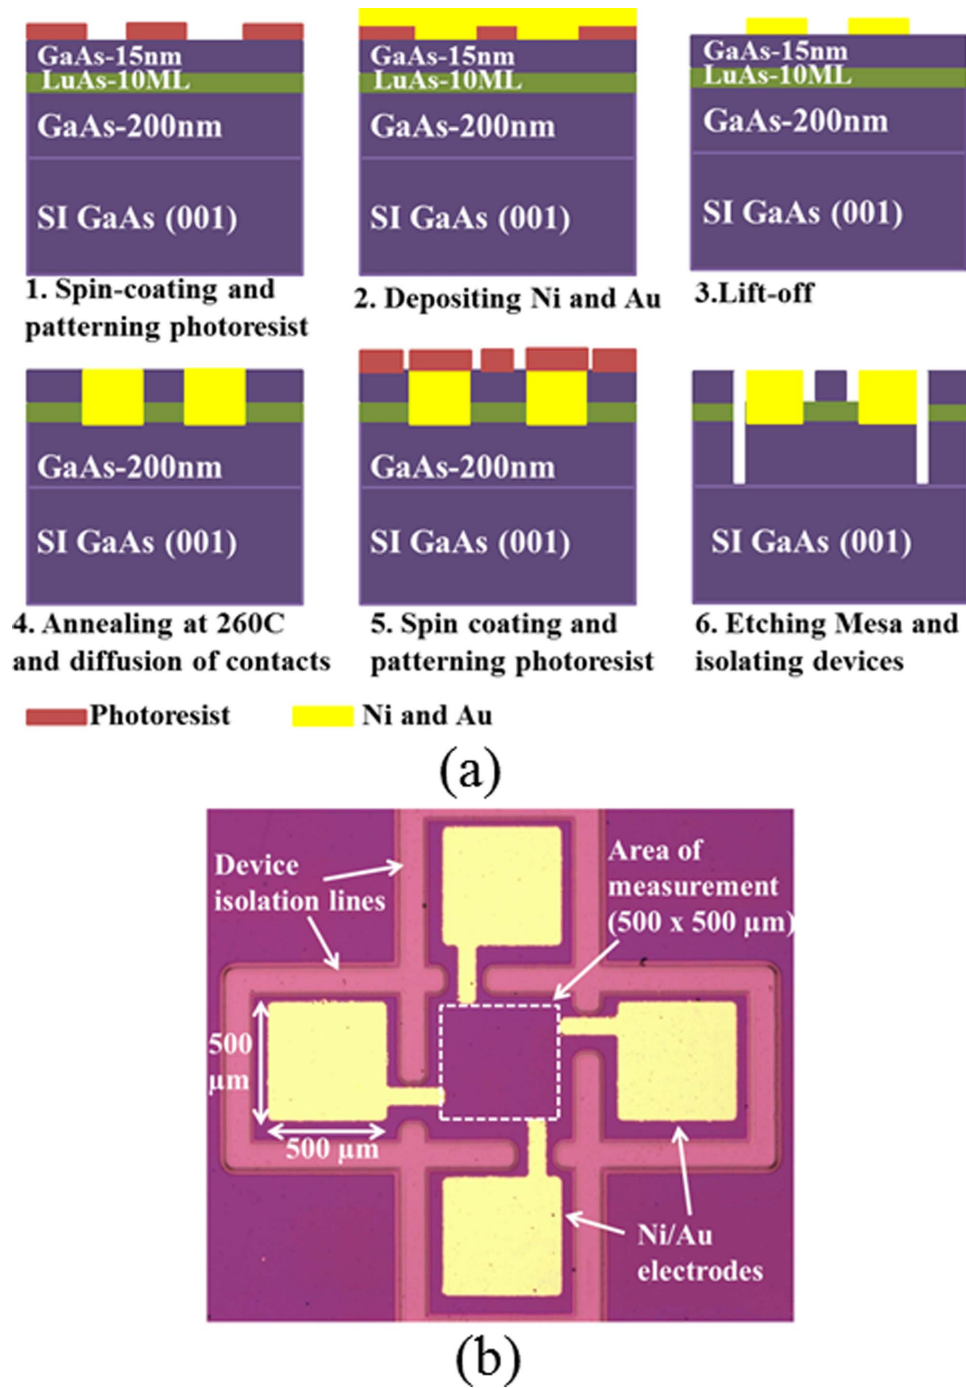 GaAs-15nm
LuAs-10ML
GaAs-200nm
SI GaAs (001)
1. Spin-coating and
patterning photoresist
GaAs-15nm
LuAs-10ML
GaAs-200nm
SI GaAs (001)
2. Depositing Ni and Au
GaAs-15nm
LuAs-10ML
GaAs-200nm
SI GaAs (001)
3.Lift-off
GaAs-200nm
SI GaAs (001)
4. Annealing at 260C
and diffusion of contacts
GaAs-200nm
SI GaAs (001)
5. Spin coating and
patterning photoresist
SI GaAs (001)
6. Etching Mesa and
isolating devices
Photoresist
Ni and Au
(a)
Device
isolation lines
Area of
measurement
(500 x 500 µm)
500
µm
500 µm
Ni/Au
electrodes
(b)